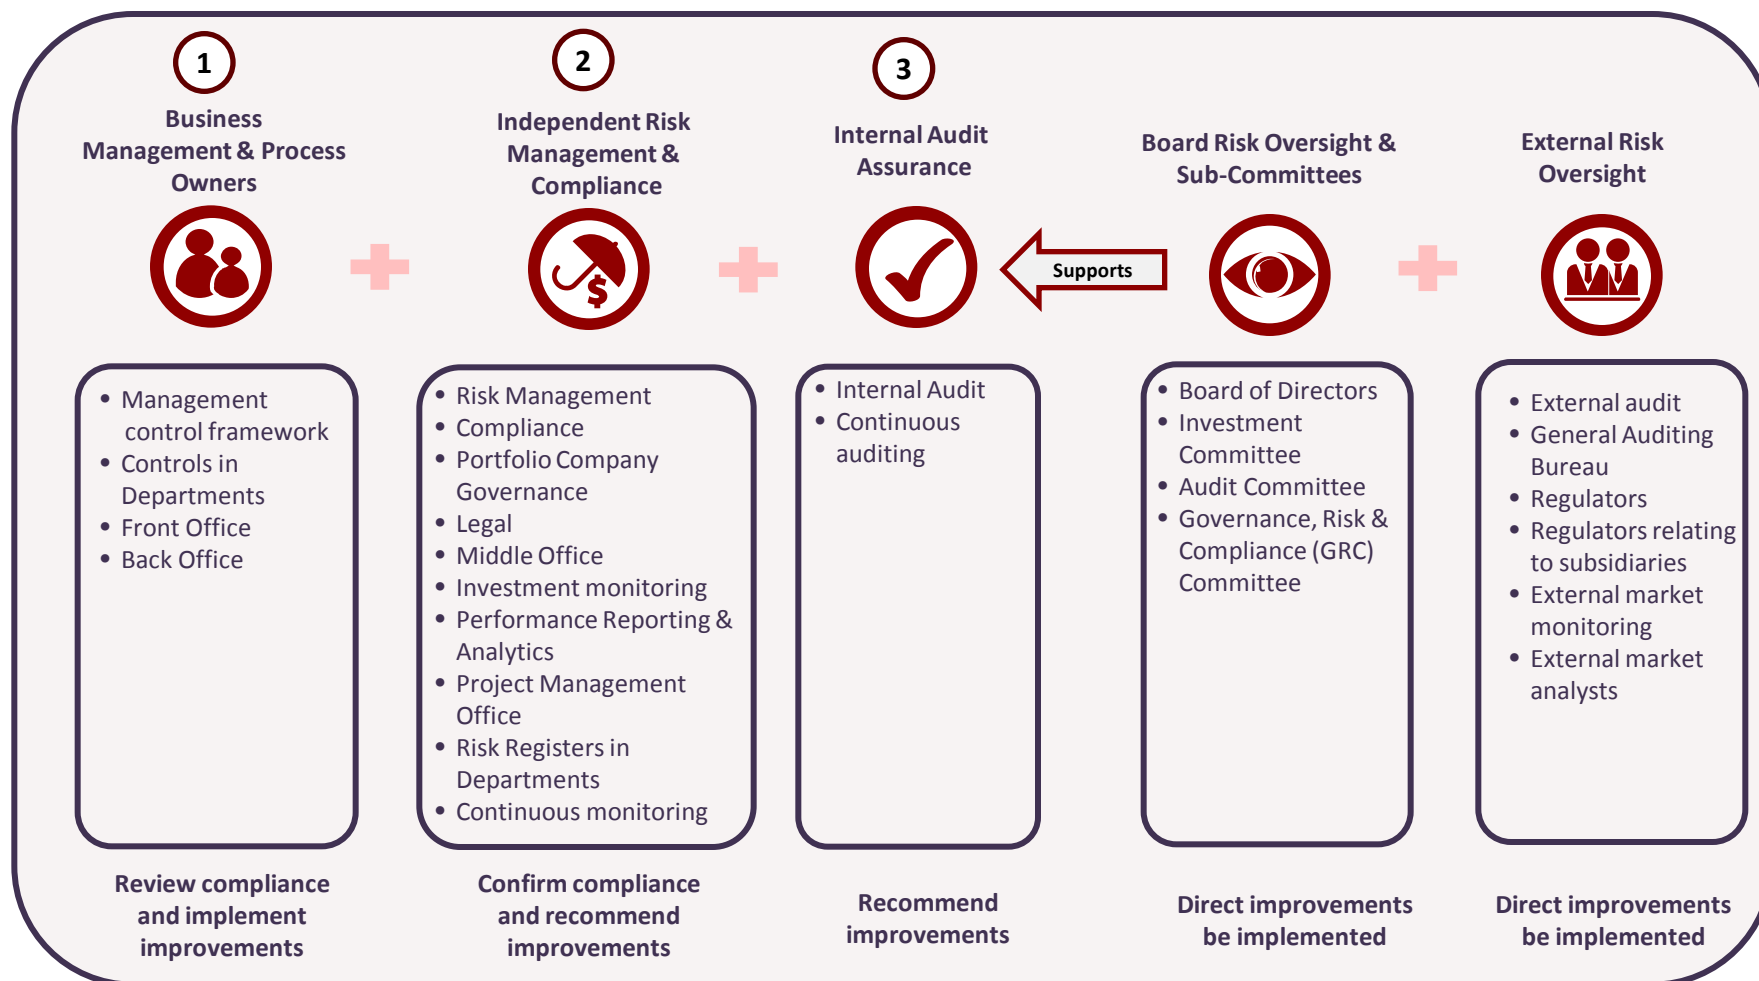 1
Business
Management & Process
Owners
• Management
control framework
• Controls in
Departments
• Front Office
• Back Office
Review compliance
and implement
improvements
2
Independent Risk
Management &
Compliance
$
• Risk Management
• Compliance
• Portfolio Company
Governance
• Legal
• Middle Office
• Investment monitoring
• Performance Reporting &
Analytics
• Project Management
Office
• Risk Registers in
Departments
• Continuous monitoring
Confirm compliance
and recommend
improvements
3
Internal Audit
Assurance
• Internal Audit
• Continuous
auditing
Recommend
improvements
Supports
Board Risk Oversight &
Sub-Committees
• Board of Directors
• Investment
Committee
• Audit Committee
• Governance, Risk &
Compliance (GRC)
Committee
Direct improvements
be implemented
External Risk
Oversight
• External audit
• General Auditing
Bureau
• Regulators
• Regulators relating
to subsidiaries
• External market
monitoring
• External market
analysts
Direct improvements
be implemented